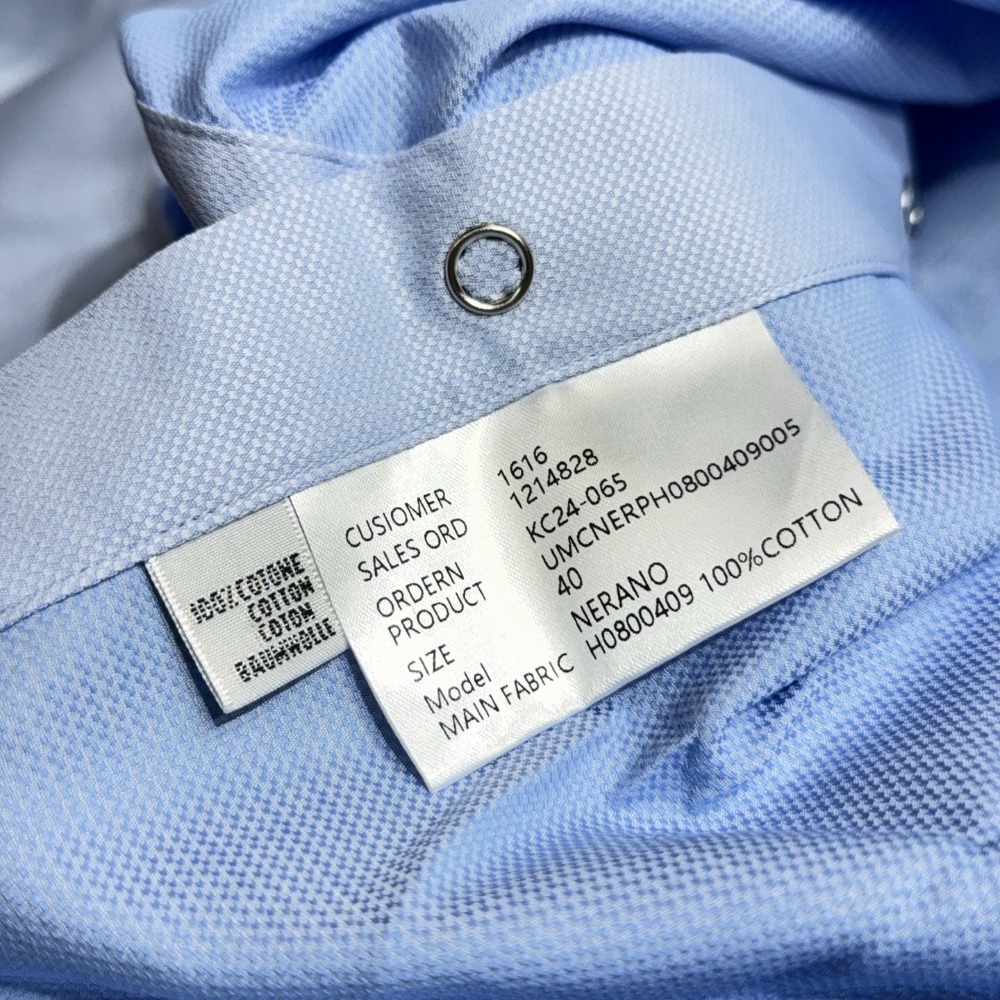 100%COTONE
COTTON
COTON
BAUMWOLLE
CUSIOMER 1616
SALES ORD 1214828
ORDERN KC24-065
PRODUCT UMCNERPH0800409005
SIZE 40
Model NERANO
MAIN FABRIC H0800409 100%COTTON